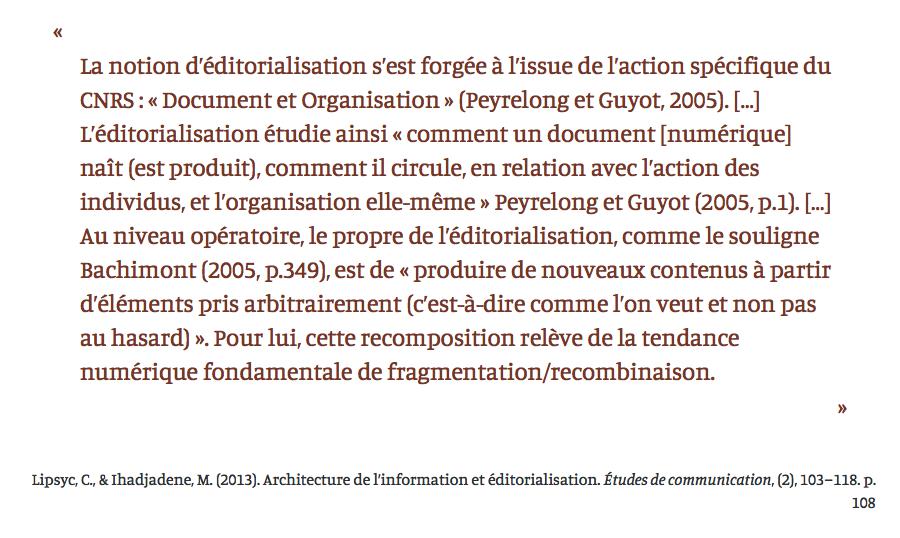 «
La notion d’éditorialisation s’est forgée à l’issue de l’action spécifique du
CNRS : « Document et Organisation » (Peyrelong et Guyot, 2005). [...]
L’éditorialisation étudie ainsi « comment un document [numérique]
naît (est produit), comment il circule, en relation avec l’action des
individus, et l’organisation elle-même » Peyrelong et Guyot (2005, p.1). [...]
Au niveau opératoire, le propre de l’éditorialisation, comme le souligne
Bachimont (2005, p.349), est de « produire de nouveaux contenus à partir
d’éléments pris arbitrairement (c’est-à-dire comme l’on veut et non pas
au hasard) ». Pour lui, cette recomposition relève de la tendance
numérique fondamentale de fragmentation/recombinaison.
»
Lipsyc, C., & Ihadjadene, M. (2013). Architecture de l’information et éditorialisation. Études de communication, (2), 103–118. p.
108